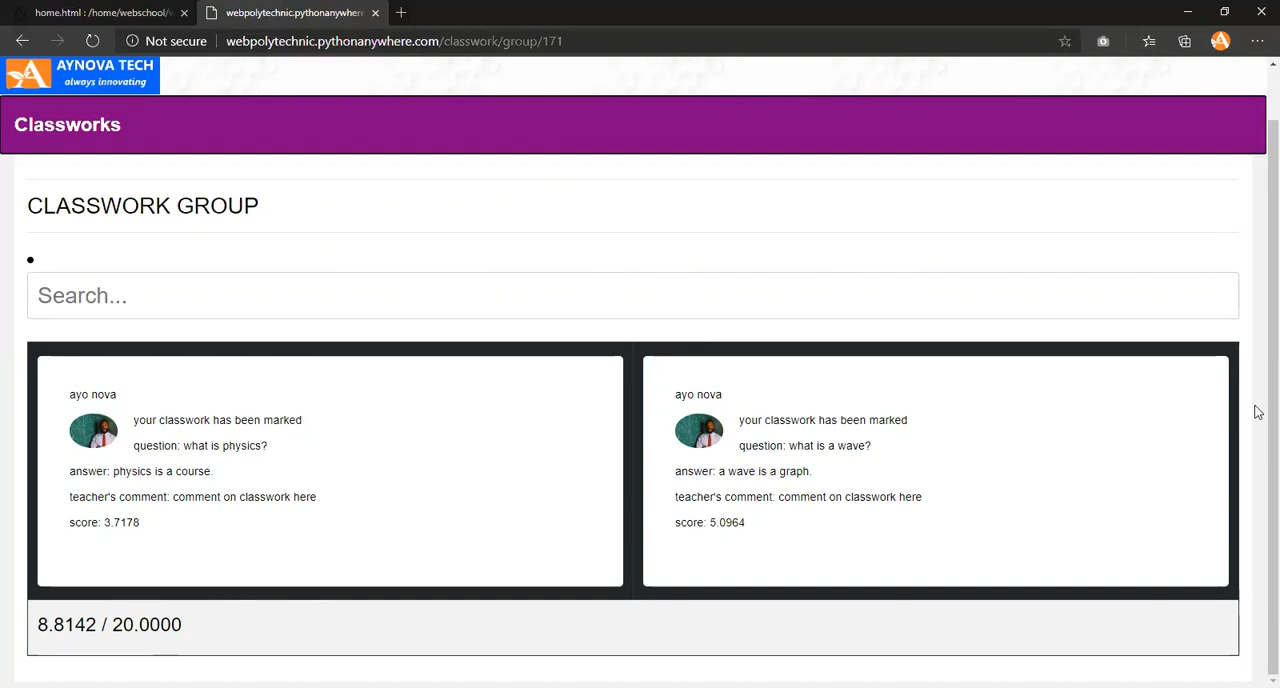 home.html : /home/webschool/v
webpolytechnic.pythonanywhere
Not secure
webpolytechnic.pythonanywhere.com/classwork/group/171
AYNOVA TECH
always innovating
Classworks
CLASSWORK GROUP
Search...
ayo nova
your classwork has been marked
question: what is physics?
answer: physics is a course.
teacher's comment: comment on classwork here
score: 3.7178
ayo nova
your classwork has been marked
question: what is a wave?
answer: a wave is a graph.
teacher's comment: comment on classwork here
score: 5.0964
8.8142 / 20.0000